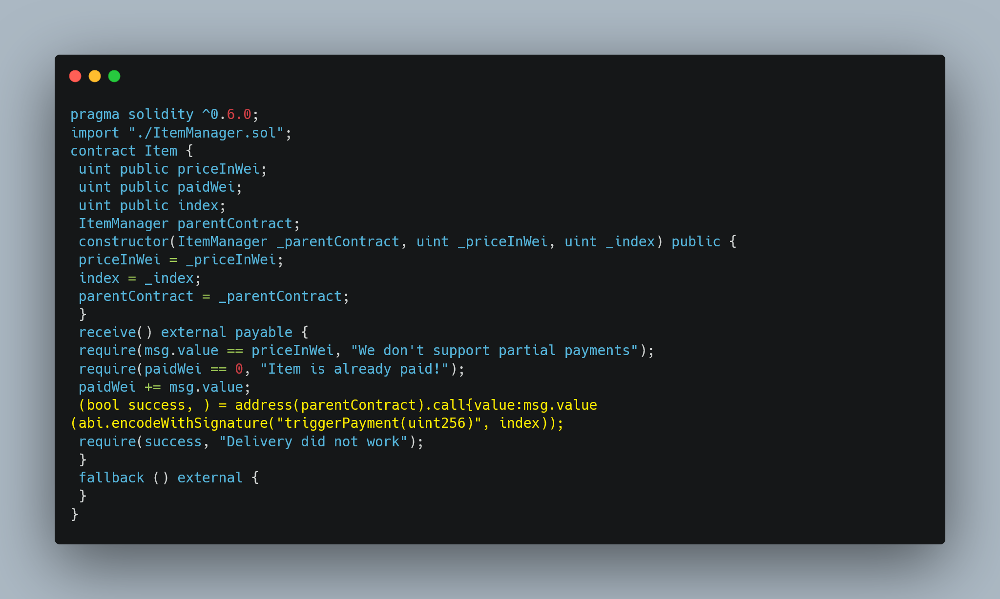 pragma solidity ^0.6.0;
import "./ItemManager.sol";
contract Item {
 uint public priceInWei;
 uint public paidWei;
 uint public index;
 ItemManager parentContract;
 constructor(ItemManager _parentContract, uint _priceInWei, uint _index) public {
 priceInWei = _priceInWei;
 index = _index;
 parentContract = _parentContract;
 }
 receive() external payable {
 require(msg.value == priceInWei, "We don't support partial payments");
 require(paidWei == 0, "Item is already paid!");
 paidWei += msg.value;
 (bool success, ) = address(parentContract).call{value:msg.value
(abi.encodeWithSignature("triggerPayment(uint256)", index));
 require(success, "Delivery did not work");
 }
 fallback () external {
 }
}